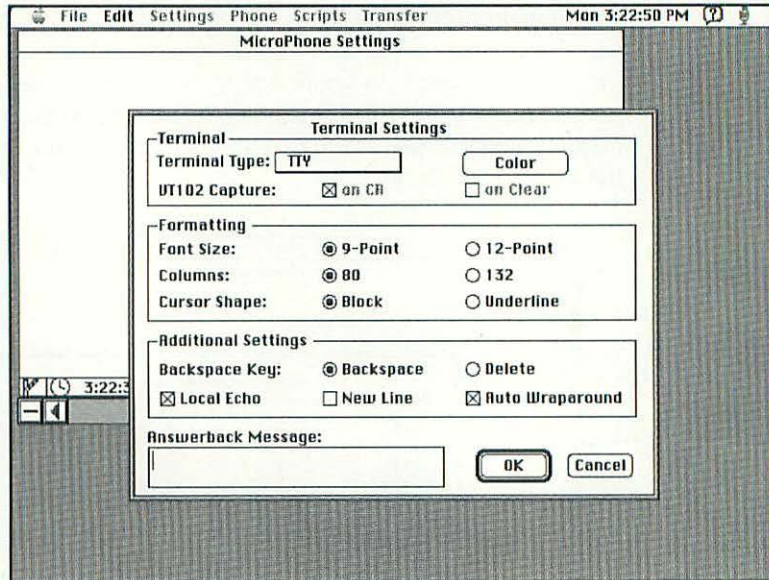 File Edit Settings Phone Scripts Transfer Mon 3:22:50 PM
MicroPhone Settings
Terminal Settings
Terminal
Terminal Type: TTY Color
VT102 Capture: on CR on Clear
Formatting
Font Size: 9-Point 12-Point
Columns: 80 132
Cursor Shape: Block Underline
Additional Settings
Backspace Key: Backspace Delete
3:22:3
Local Echo New Line Auto Wraparound
Answerback Message:
OK Cancel